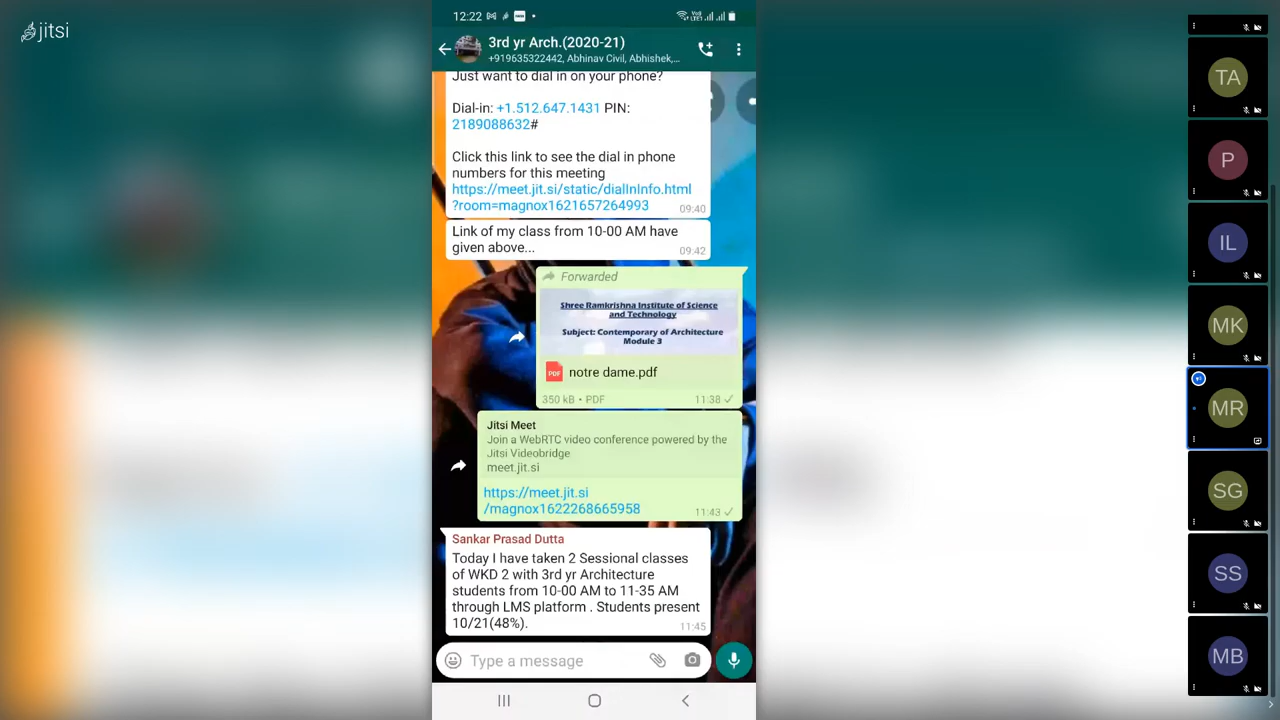 jitsi
12:22
VoI
LTE1
3rd yr Arch.(2020-21)
+919635322442, Abhinav Civil, Abhishek,...
Just want to dial in on your phone?
Dial-in: +1.512.647.1431 PIN:
2189088632#
Click this link to see the dial in phone
numbers for this meeting
https://meet.jit.si/static/dialInInfo.html
?room=magnox1621657264993
09:40
Link of my class from 10-00 AM have
given above...
09:42
Forwarded
Shree Ramkrishna Institute of Science
and Technology
Subject: Contemporary of Architecture
Module 3
PDF
notre dame.pdf
350 kB • PDF
11:38
Jitsi Meet
Join a WebRTC video conference powered by the
Jitsi Videobridge
meet.jit.si
https://meet.jit.si
/magnox1622268665958
11:43
Sankar Prasad Dutta
Today I have taken 2 Sessional classes
of WKD 2 with 3rd yr Architecture
students from 10-00 AM to 11-35 AM
through LMS platform . Students present
10/21(48%).
11:45
Type a message
TA
P
IL
MK
MR
SG
SS
MB